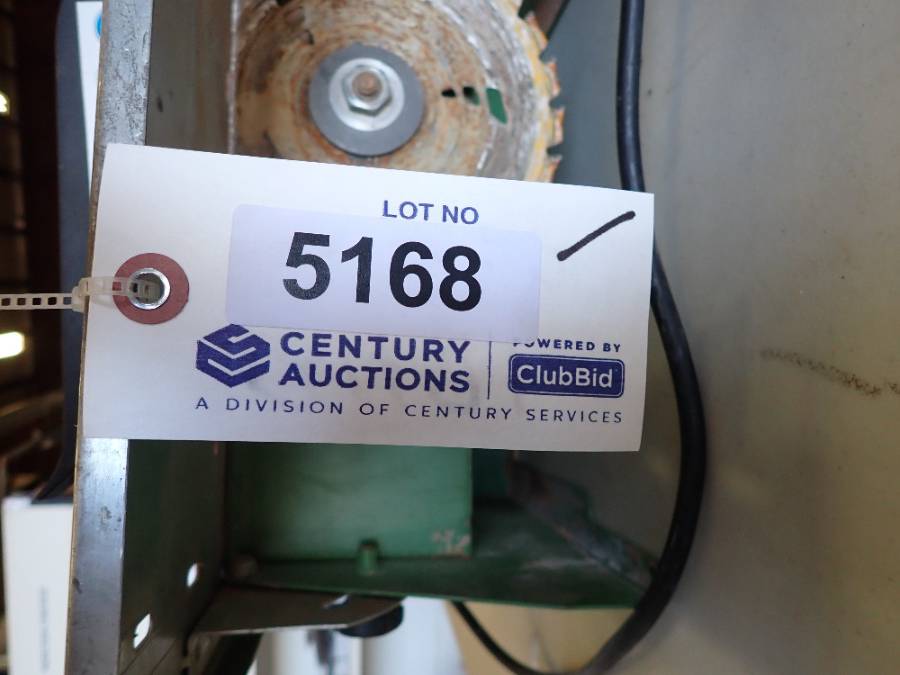 LOT NO
5168
CENTURY
AUCTIONS
POWERED BY
ClubBid
A DIVISION OF CENTURY SERVICES